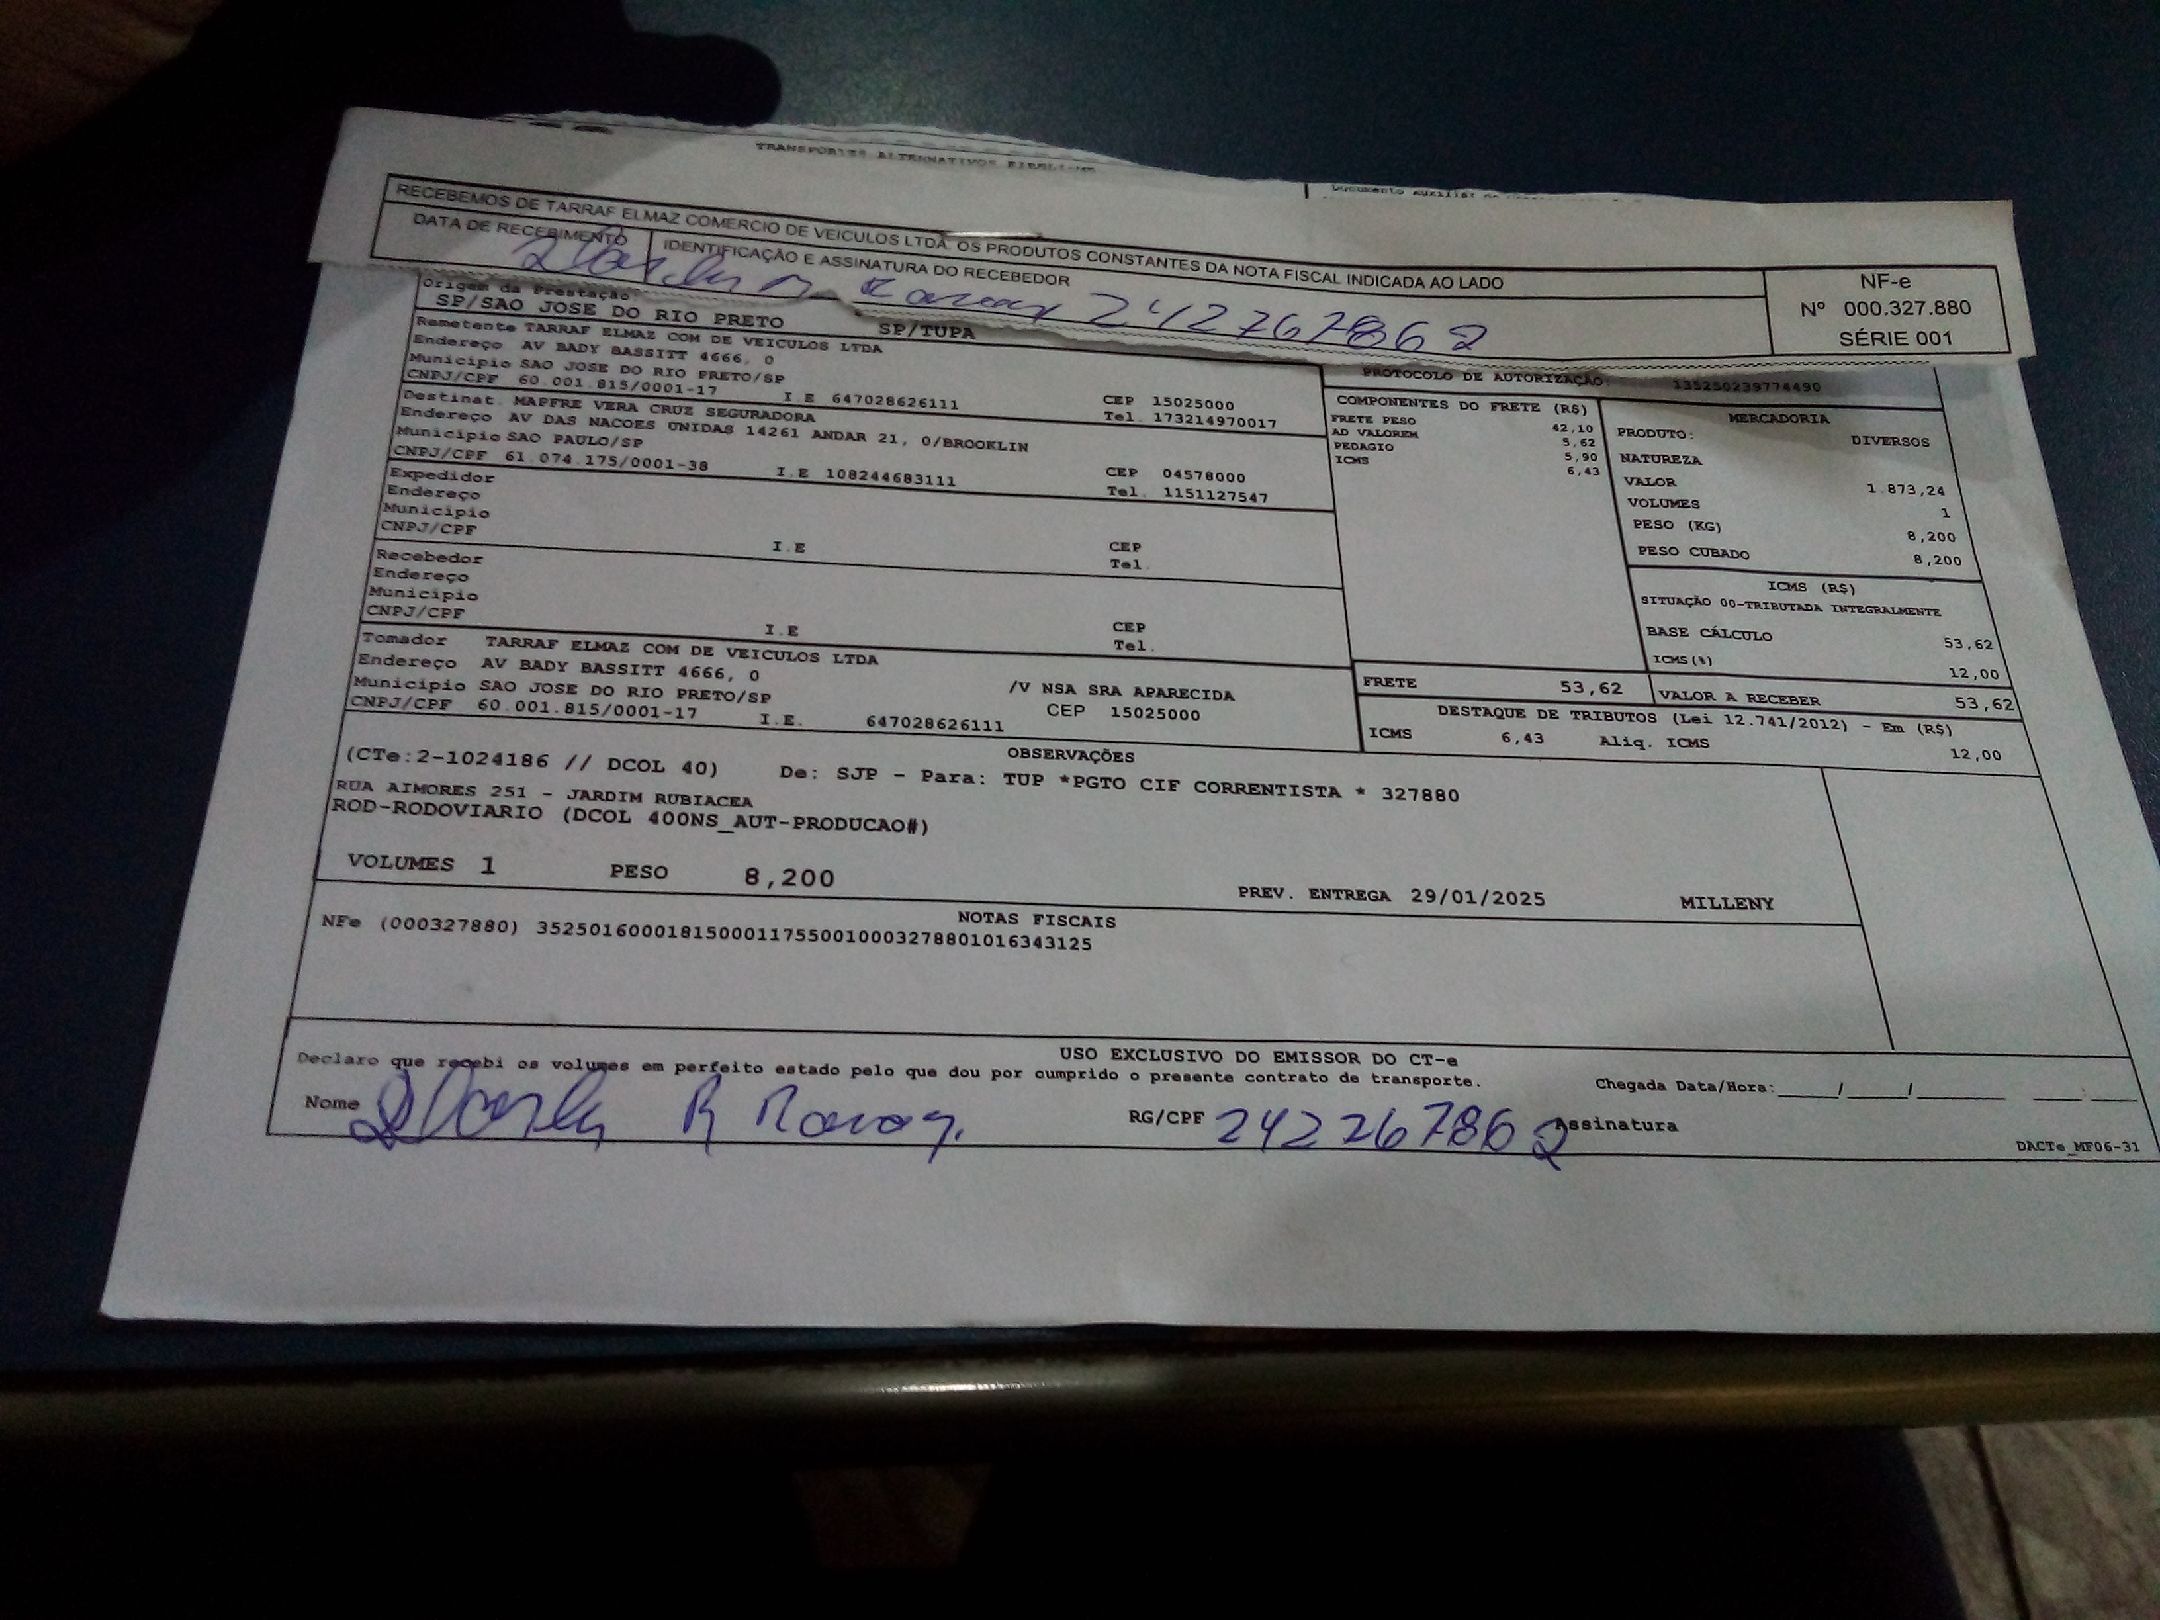 TRANSPORTES ALTERNATIVOS EIRELI-ME
RECEBEMOS DE TARRAF ELMAZ COMERCIO DE VEICULOS LTDA. OS PRODUTOS CONSTANTES DA NOTA FISCAL INDICADA AO LADO
DATA DE RECEBIMENTO
IDENTIFICAÇÃO E ASSINATURA DO RECEBEDOR
NF-e
Nº 000.327.880
SÉRIE 001
Origem da Prestação
SP/SAO JOSE DO RIO PRETO SP/TUPA
Remetente TARRAF ELMAZ COM DE VEICULOS LTDA
Endereço AV BADY BASSITT 4666, 0
Municipio SAO JOSE DO RIO PRETO/SP CEP 15025000
CNPJ/CPF 60.001.815/0001-17 I.E 647028626111 Tel. 173214970017
Destinat. MAPFRE VERA CRUZ SEGURADORA
Endereço AV DAS NACOES UNIDAS 14261 ANDAR 21, 0/BROOKLIN
Municipio SAO PAULO/SP CEP 04578000
CNPJ/CPF 61.074.175/0001-38 I.E 108244683111 Tel. 1151127547
Expedidor
Endereço
Municipio CEP
CNPJ/CPF I.E Tel.
Recebedor
Endereço
Municipio CEP
CNPJ/CPF I.E Tel.
Tomador TARRAF ELMAZ COM DE VEICULOS LTDA
Endereço AV BADY BASSITT 4666, 0 /V NSA SRA APARECIDA
Municipio SAO JOSE DO RIO PRETO/SP CEP 15025000
CNPJ/CPF 60.001.815/0001-17 I.E. 647028626111
PROTOCOLO DE AUTORIZAÇÃO: 135250239774490
COMPONENTES DO FRETE (R$)
FRETE PESO 42,10
AD VALOREM 5,62
PEDAGIO 5,90
ICMS 6,43
MERCADORIA
PRODUTO: DIVERSOS
NATUREZA
VALOR 1.873,24
VOLUMES 1
PESO (KG) 8,200
PESO CUBADO 8,200
ICMS (R$)
SITUAÇÃO 00-TRIBUTADA INTEGRALMENTE
BASE CÁLCULO 53,62
ICMS(%) 12,00
FRETE 53,62 VALOR A RECEBER 53,62
DESTAQUE DE TRIBUTOS (Lei 12.741/2012) - Em (R$)
ICMS 6,43 Aliq. ICMS 12,00
OBSERVAÇÕES
(CTe:2-1024186 // DCOL 40) De: SJP - Para: TUP *PGTO CIF CORRENTISTA * 327880
RUA AIMORES 251 - JARDIM RUBIACEA
ROD-RODOVIARIO (DCOL 400NS_AUT-PRODUCAO#)
VOLUMES 1 PESO 8,200 PREV. ENTREGA 29/01/2025 MILLENY
NOTAS FISCAIS
NFe (000327880) 35250160001815000117550010003278801016343125
USO EXCLUSIVO DO EMISSOR DO CT-e
Declaro que recebi os volumes em perfeito estado pelo que dou por cumprido o presente contrato de transporte.
Chegada Data/Hora:____/____/______ ___:___
Nome RG/CPF 242267862 Assinatura
DACTe_MF06-31